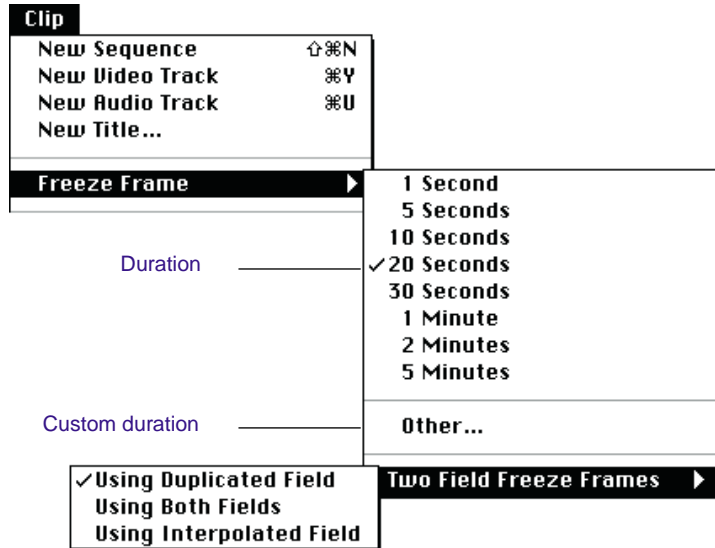 Clip
New Sequence ⇧⌘N
New Video Track ⌘Y
New Audio Track ⌘U
New Title...
Freeze Frame
1 Second
5 Seconds
10 Seconds
Duration
✓20 Seconds
30 Seconds
1 Minute
2 Minutes
5 Minutes
Custom duration
Other...
Two Field Freeze Frames
✓Using Duplicated Field
Using Both Fields
Using Interpolated Field